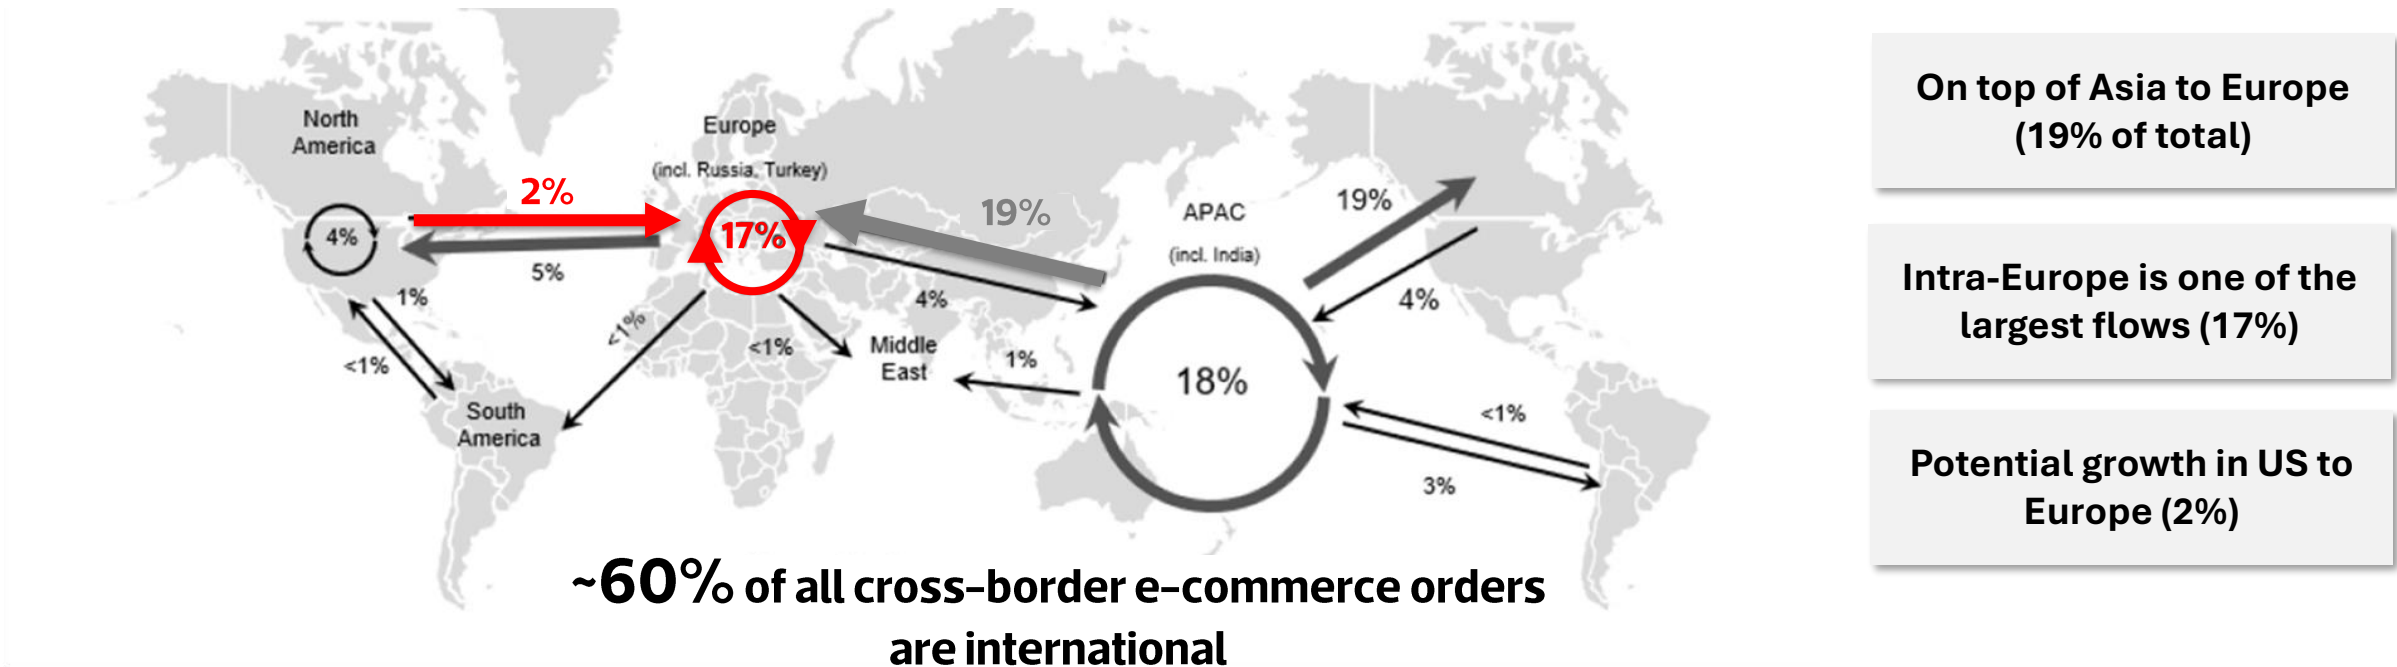 North
America
Europe
(incl. Russia, Turkey)
2%
17%
4%
5%
1%
<1%
South
America
<1%
<1%
Middle
East
19%
4%
1%
APAC
(incl. India)
18%
19%
4%
<1%
3%
~60% of all cross-border e-commerce orders
are international
On top of Asia to Europe
(19% of total)
Intra-Europe is one of the
largest flows (17%)
Potential growth in US to
Europe (2%)